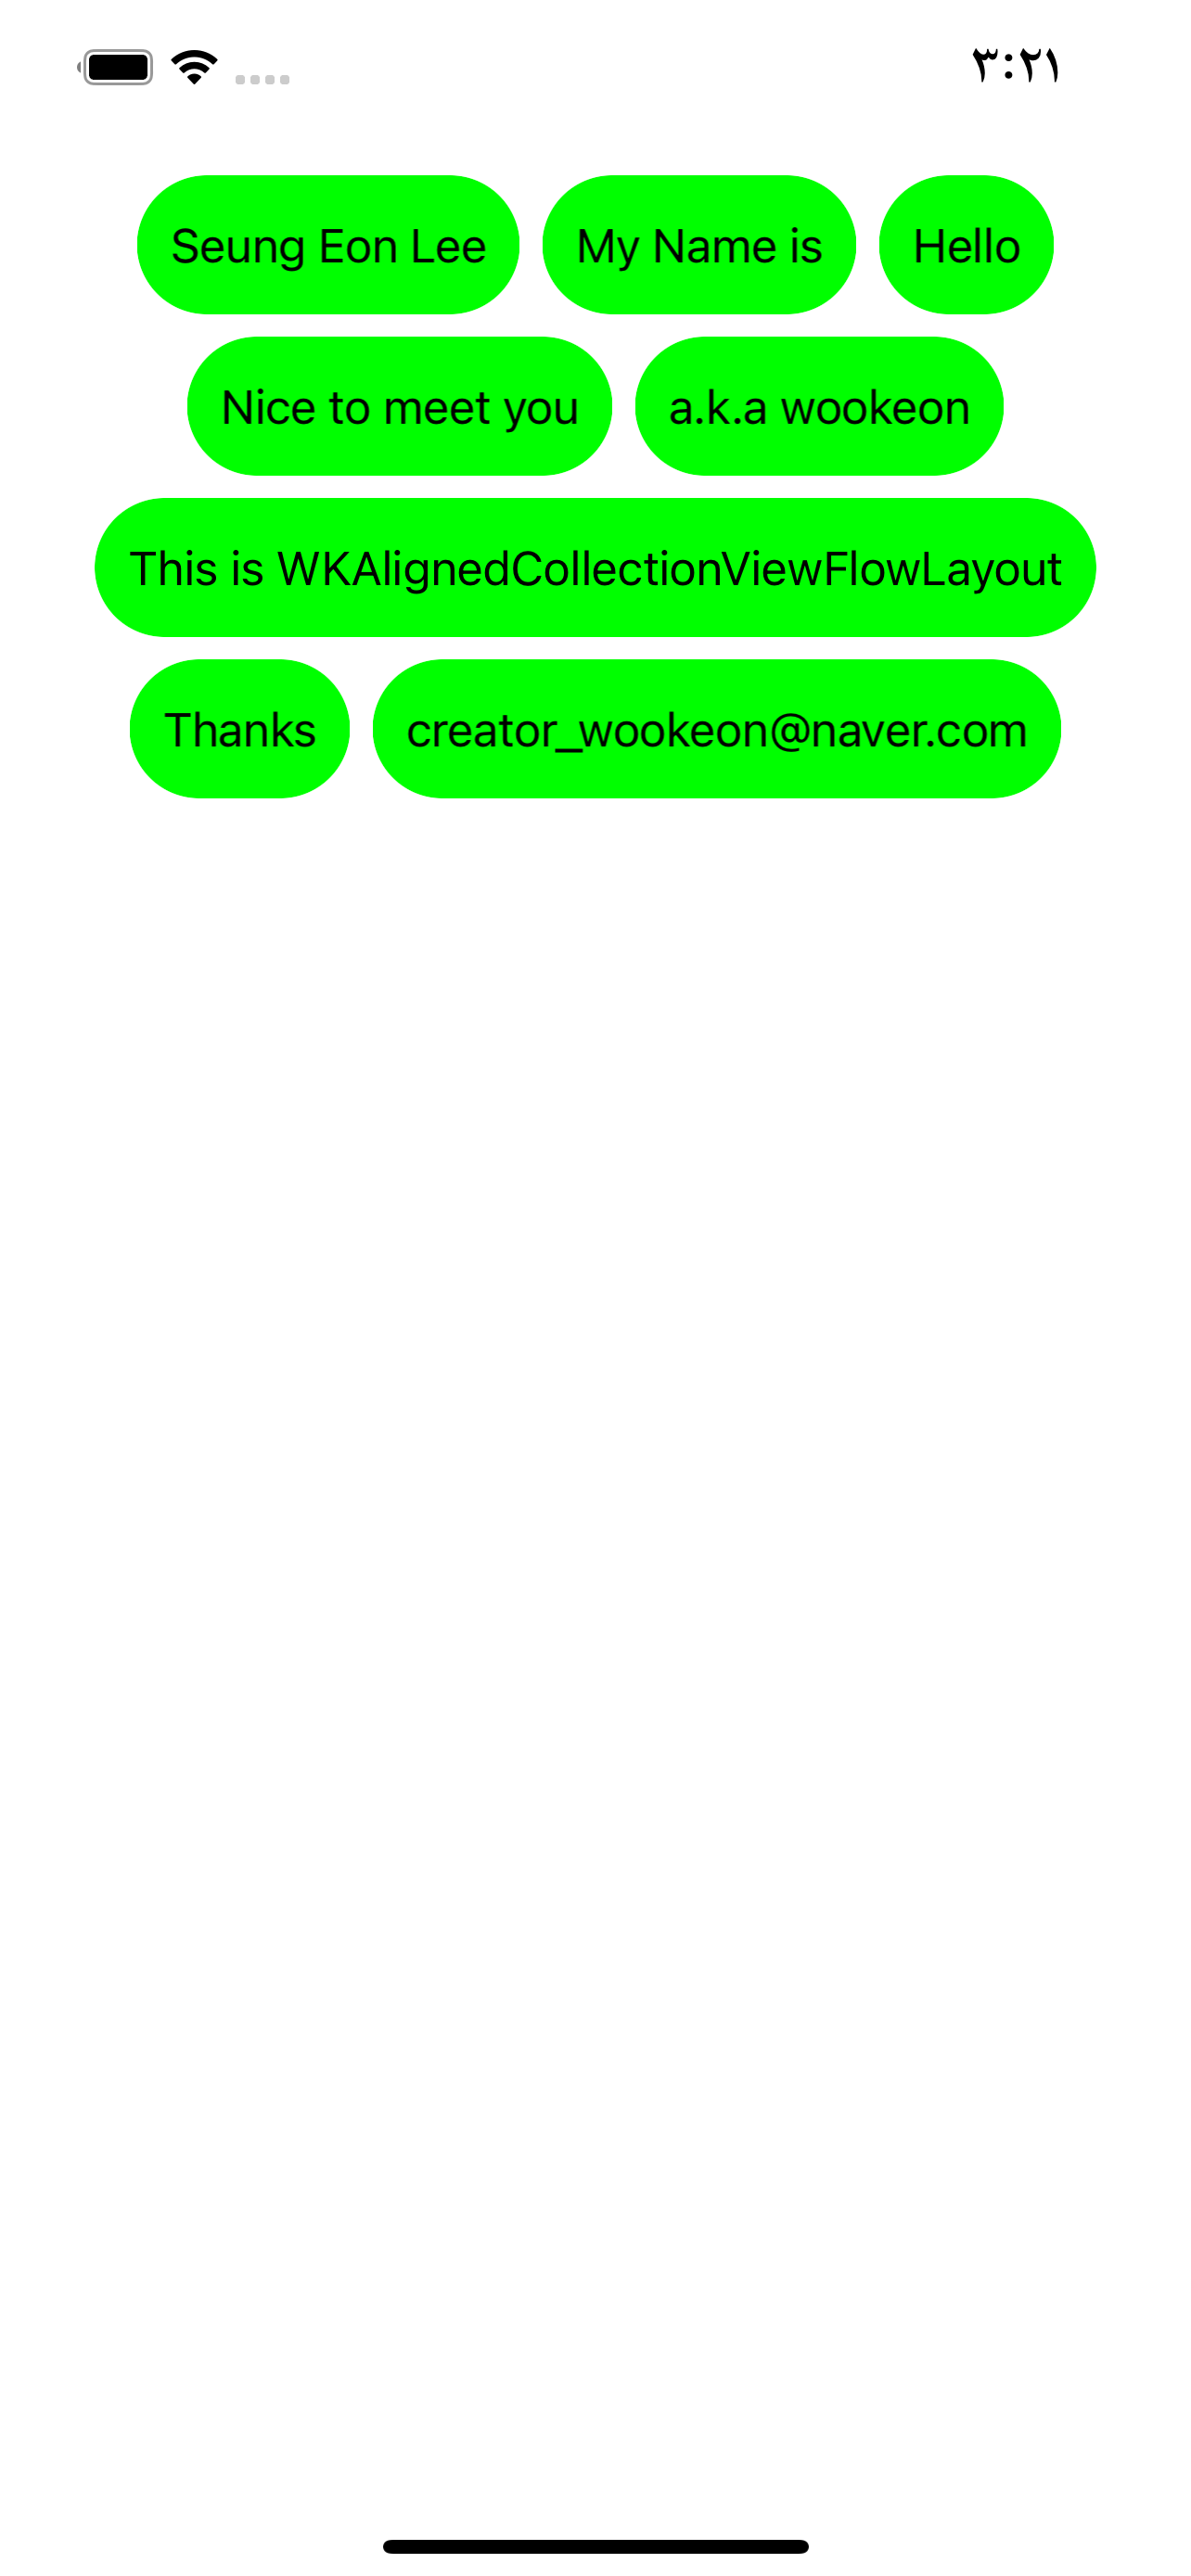 ٣:٢١
Seung Eon Lee My Name is Hello
Nice to meet you a.k.a wookeon
This is WKAlignedCollectionViewFlowLayout
Thanks creator_wookeon@naver.com